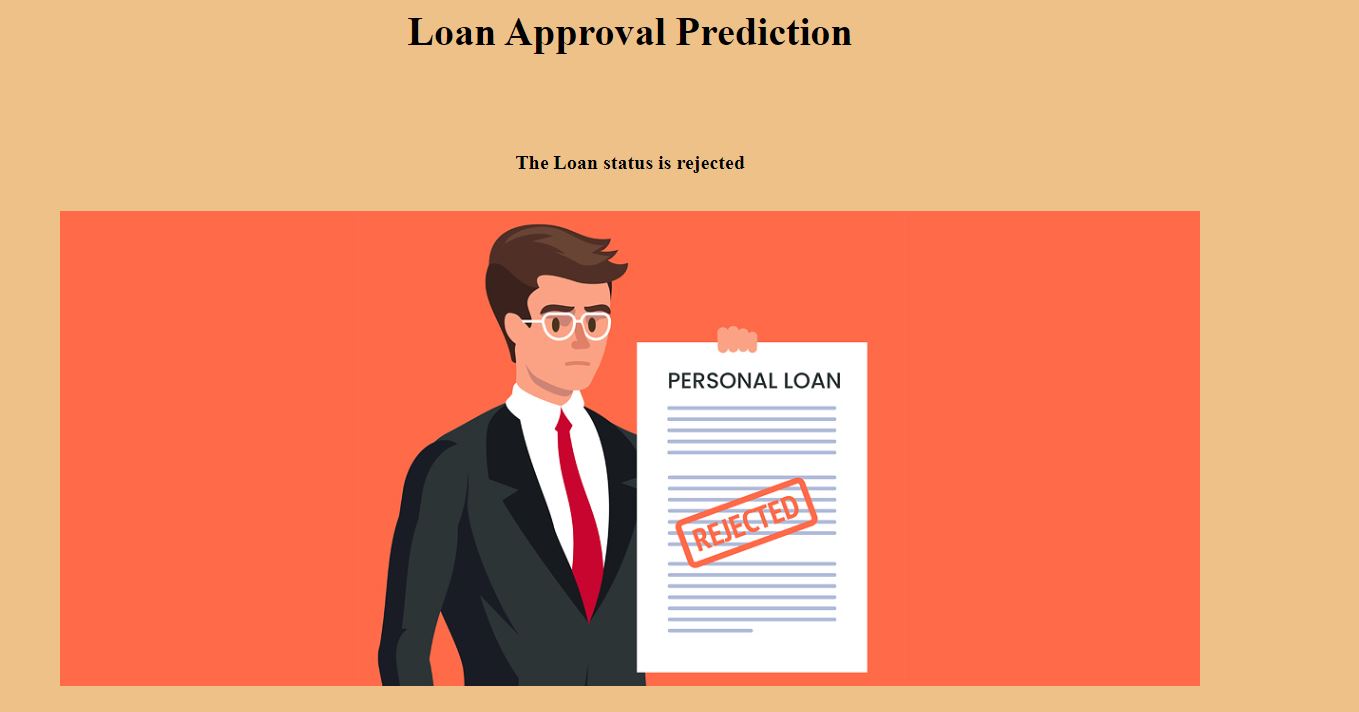 Loan Approval Prediction
The Loan status is rejected
PERSONAL LOAN
REJECTED